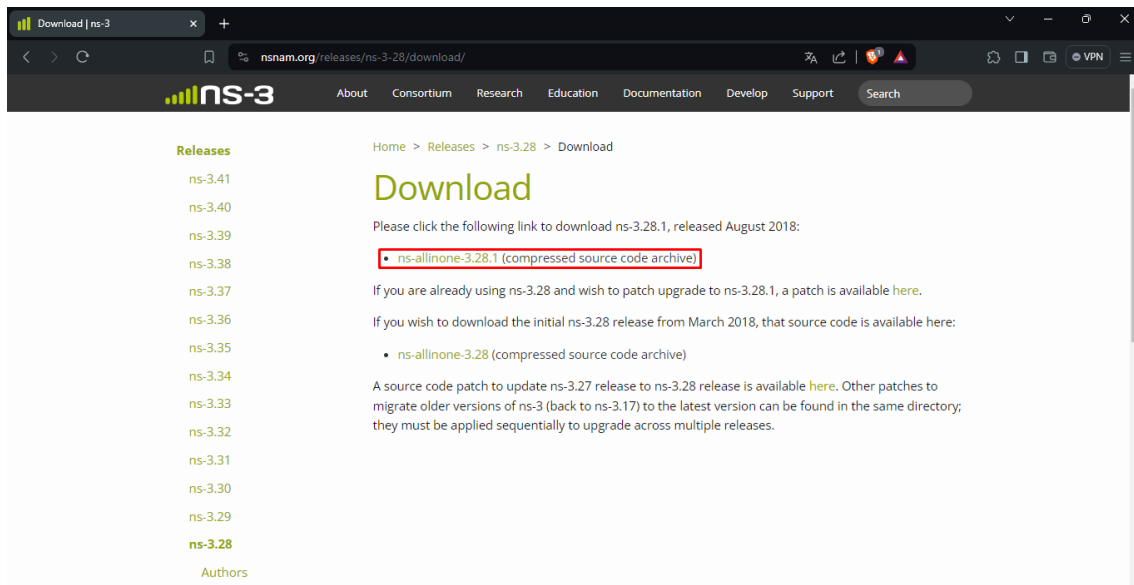 Download | ns-3
nsnam.org/releases/ns-3-28/download/
VPN
NS-3
About Consortium Research Education Documentation Develop Support Search
Releases
ns-3.41
ns-3.40
ns-3.39
ns-3.38
ns-3.37
ns-3.36
ns-3.35
ns-3.34
ns-3.33
ns-3.32
ns-3.31
ns-3.30
ns-3.29
ns-3.28
Authors
Home > Releases > ns-3.28 > Download
Download
Please click the following link to download ns-3.28.1, released August 2018:
• ns-allinone-3.28.1 (compressed source code archive)
If you are already using ns-3.28 and wish to patch upgrade to ns-3.28.1, a patch is available here.
If you wish to download the initial ns-3.28 release from March 2018, that source code is available here:
• ns-allinone-3.28 (compressed source code archive)
A source code patch to update ns-3.27 release to ns-3.28 release is available here. Other patches to
migrate older versions of ns-3 (back to ns-3.17) to the latest version can be found in the same directory;
they must be applied sequentially to upgrade across multiple releases.